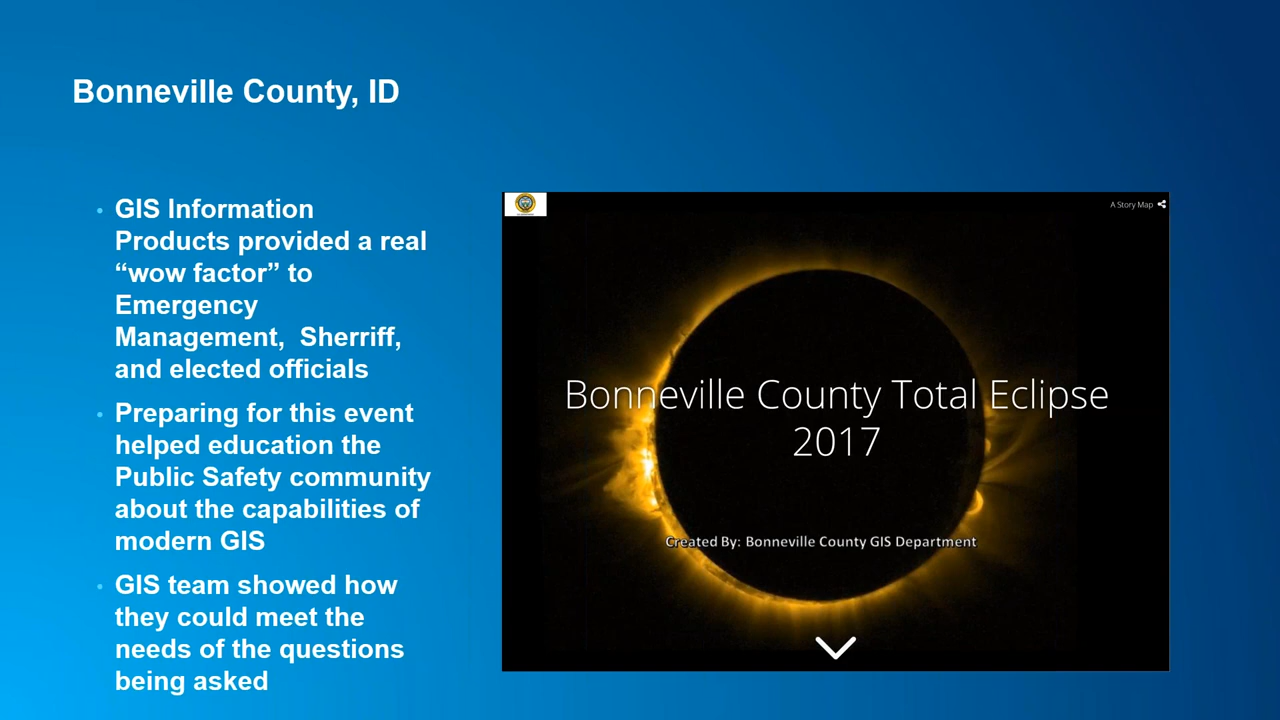 Bonneville County, ID
• GIS Information
Products provided a real
“wow factor” to
Emergency
Management,  Sherriff,
and elected officials
• Preparing for this event
helped education the
Public Safety community
about the capabilities of
modern GIS
• GIS team showed how
they could meet the
needs of the questions
being asked
A Story Map
Bonneville County Total Eclipse
2017
Created By: Bonneville County GIS Department